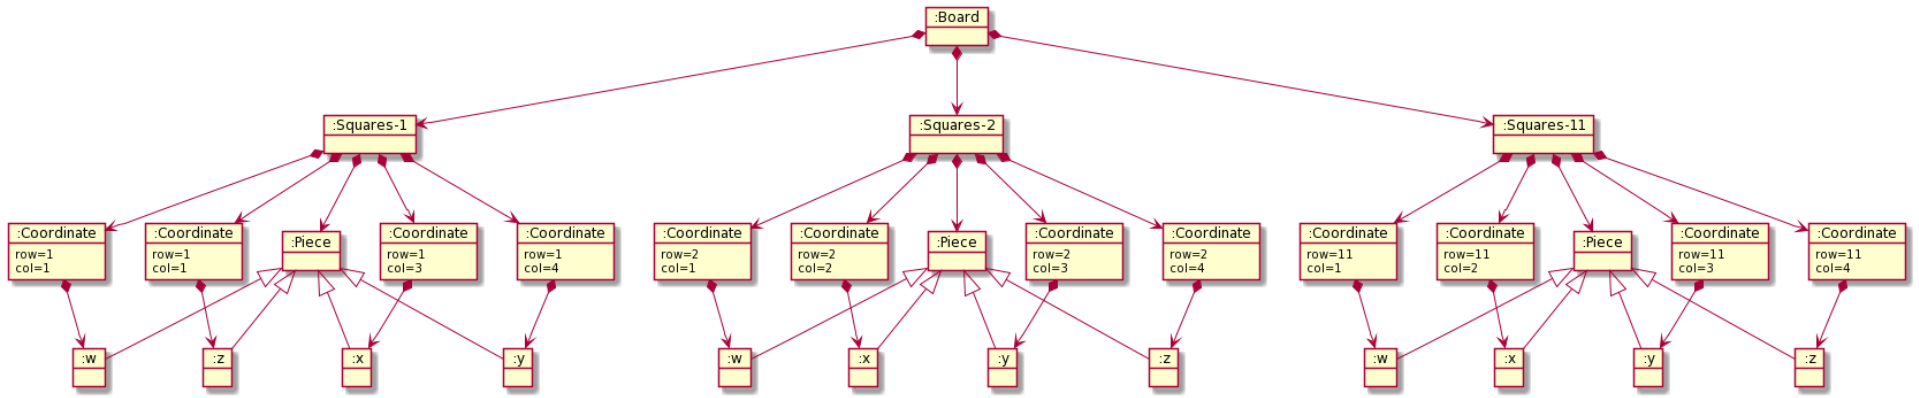 :Board
:Squares-1
:Squares-2
:Squares-11
:Coordinate
row=1
col=1
:Coordinate
row=1
col=1
:Piece
:Coordinate
row=1
col=3
:Coordinate
row=1
col=4
:Coordinate
row=2
col=1
:Coordinate
row=2
col=2
:Piece
:Coordinate
row=2
col=3
:Coordinate
row=2
col=4
:Coordinate
row=11
col=1
:Coordinate
row=11
col=2
:Piece
:Coordinate
row=11
col=3
:Coordinate
row=11
col=4
:w
:z
:x
:y
:w
:x
:y
:z
:w
:x
:y
:z